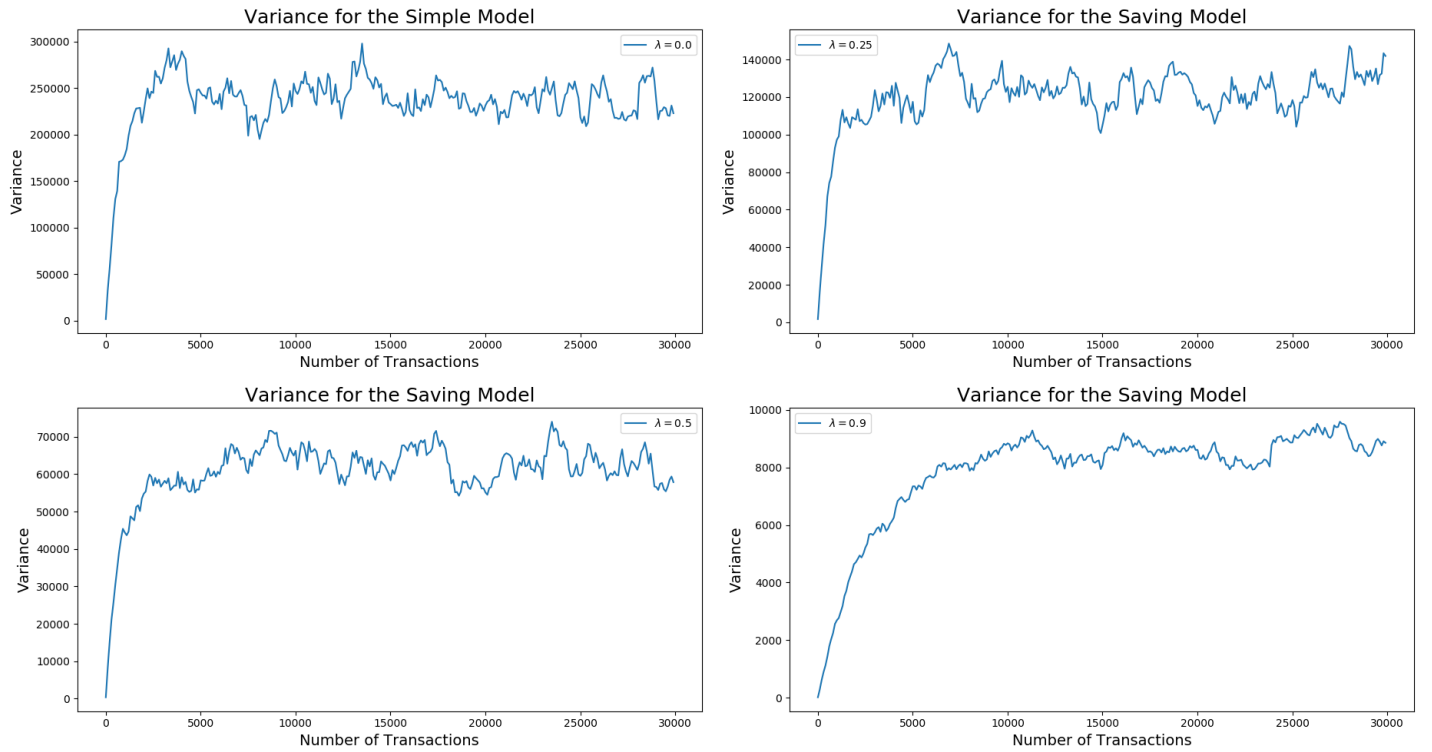 Variance for the Simple Model
300000
250000
200000
150000
100000
50000
0
Variance
λ = 0.0
0 5000 10000 15000 20000 25000 30000
Number of Transactions
Variance for the Saving Model
140000
120000
100000
80000
60000
40000
20000
0
Variance
λ = 0.25
0 5000 10000 15000 20000 25000 30000
Number of Transactions
Variance for the Saving Model
70000
60000
50000
40000
30000
20000
10000
0
Variance
λ = 0.5
0 5000 10000 15000 20000 25000 30000
Number of Transactions
Variance for the Saving Model
10000
8000
6000
4000
2000
0
Variance
λ = 0.9
0 5000 10000 15000 20000 25000 30000
Number of Transactions